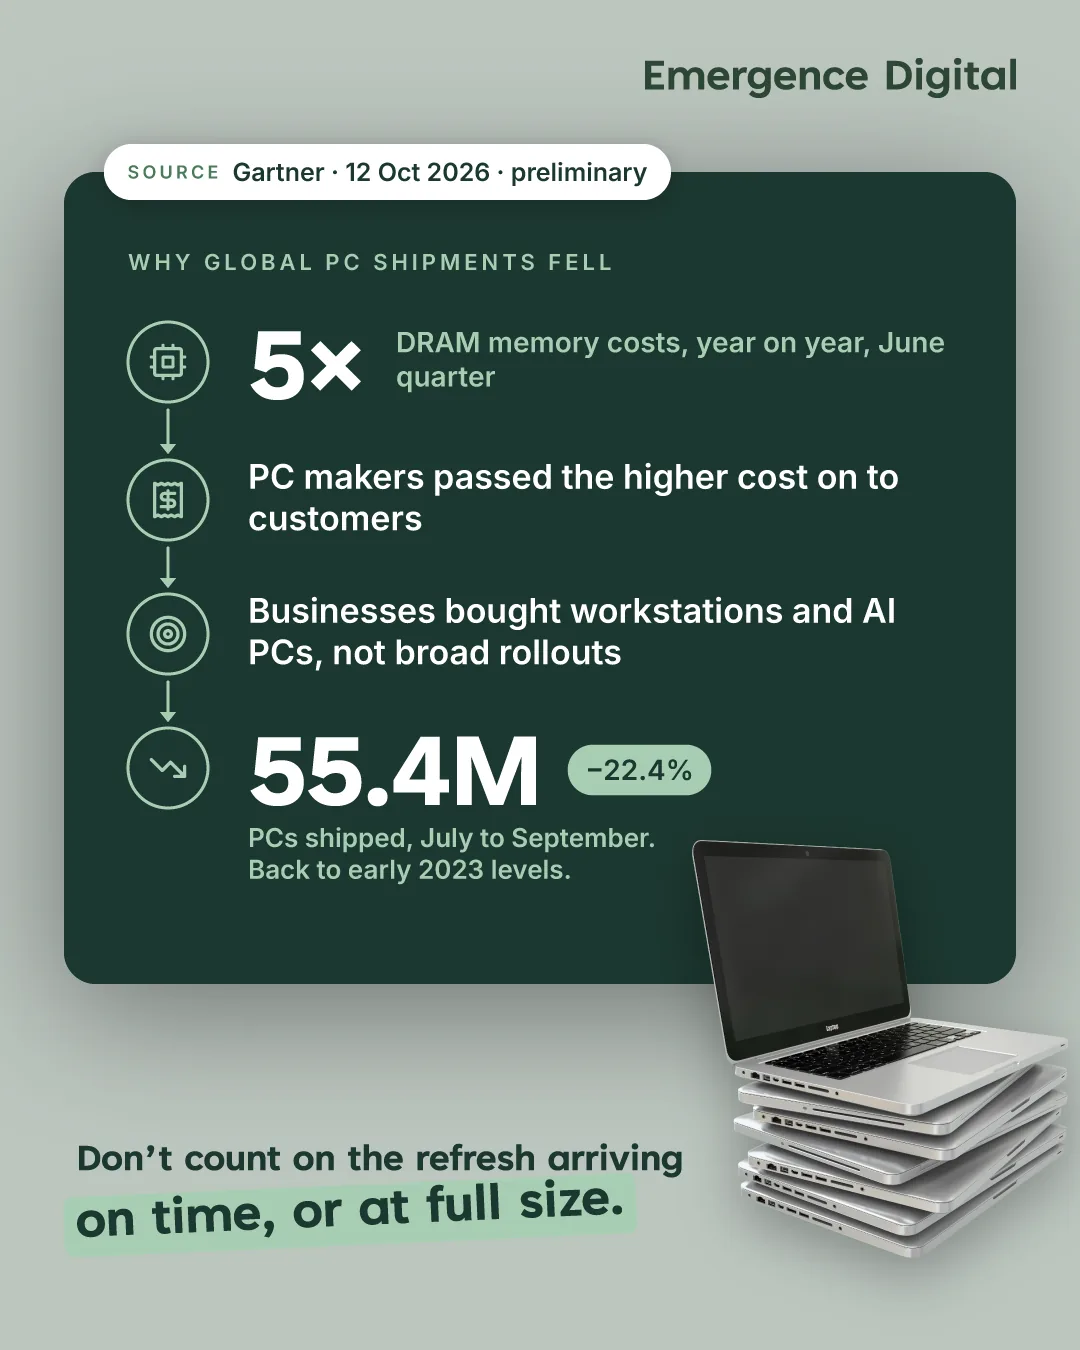 Emergence Digital
SOURCE Gartner · 12 Oct 2026 · preliminary
WHY GLOBAL PC SHIPMENTS FELL
5× DRAM memory costs, year on year, June
quarter
PC makers passed the higher cost on to
customers
Businesses bought workstations and AI
PCs, not broad rollouts
55.4M −22.4%
PCs shipped, July to September.
Back to early 2023 levels.
Don’t count on the refresh arriving
on time, or at full size.